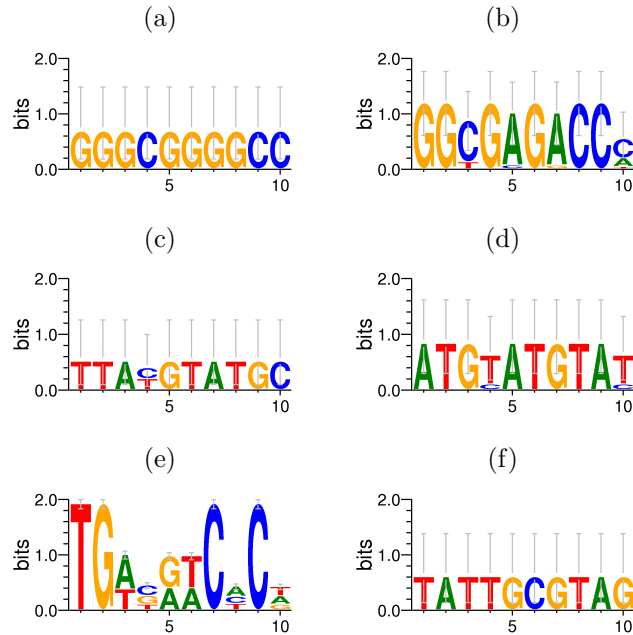 (a) (b)
bits 2.0 1.0 0.0 GGGCGGGGCC 5 10
bits 2.0 1.0 0.0 GGCGAGACCC T C G A 5 10
(c) (d)
bits 2.0 1.0 0.0 TTACGTATGC T 5 10
bits 2.0 1.0 0.0 ATGTATGTAT C C 5 10
(e) (f)
bits 2.0 1.0 0.0 TGACGTCACT T G T A A C T A G 5 10
bits 2.0 1.0 0.0 TATTGCGTAG 5 10